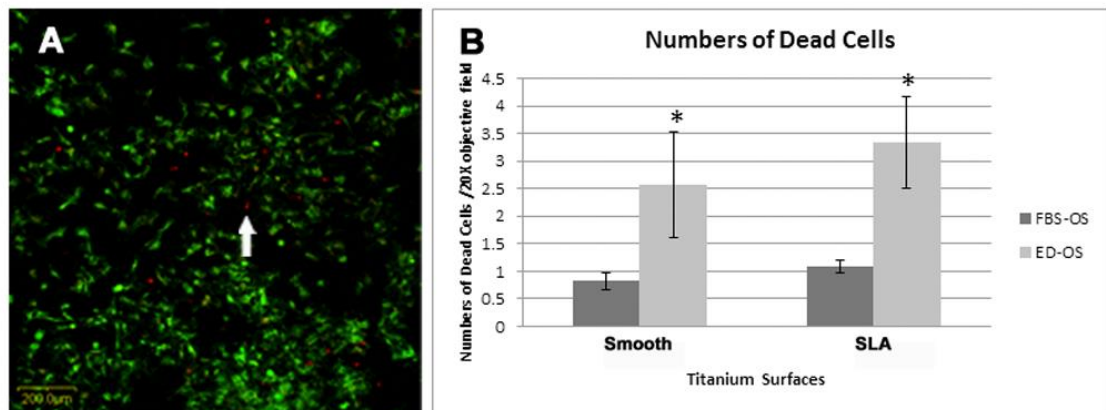 A
200.0µm
B
Numbers of Dead Cells
Numbers of Dead Cells /20X objective field
4.5
4
3.5
3
2.5
2
1.5
1
0.5
0
*
*
FBS-OS
ED-OS
Smooth
SLA
Titanium Surfaces